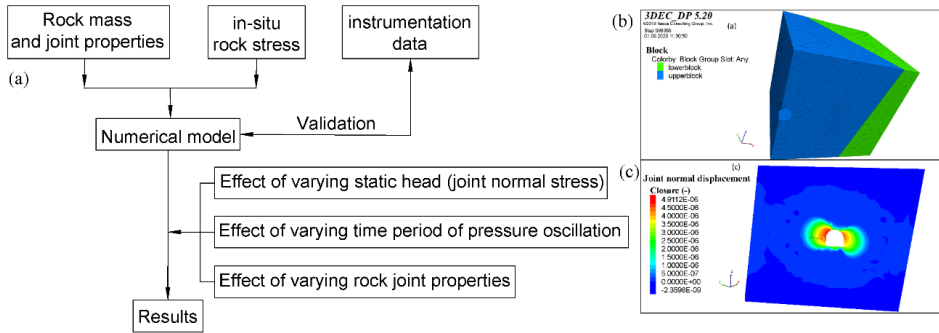 Rock mass
and joint properties
in-situ
rock stress
instrumentation
data
(a)
Numerical model
Validation
Effect of varying static head (joint normal stress)
Effect of varying time period of pressure oscillation
Effect of varying rock joint properties
Results
(b)
3DEC_DP 5.20
(a)
Block
Colorby: Block Group Slot: Any
lowerblock
upperblock
(c)
Joint normal displacement
(c)
Closure (-)
4.9112E-06
4.5000E-06
4.0000E-06
3.5000E-06
3.0000E-06
2.5000E-06
2.0000E-06
1.5000E-06
1.0000E-06
5.0000E-07
0.0000E+00
-2.3598E-09